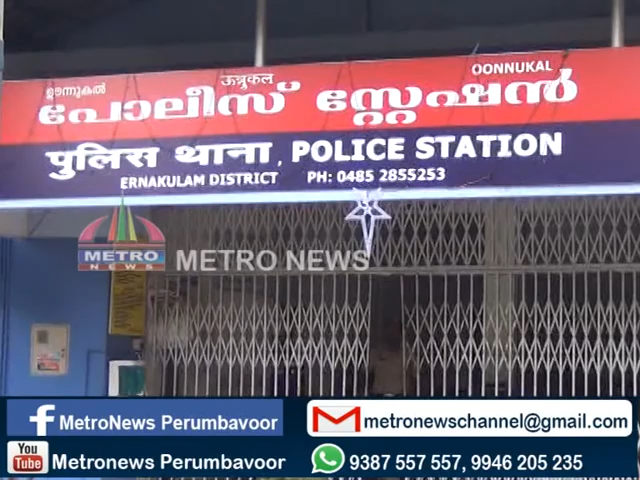 ഊന്നുകൽ ऊन्नुकल OONNUKAL
പോലീസ് സ്റ്റേഷൻ
पुलिस थाना, POLICE STATION
ERNAKULAM DISTRICT PH: 0485 2855253
METRO NEWS METRO NEWS
MetroNews Perumbavoor metronewschannel@gmail.com
You Tube Metronews Perumbavoor 9387 557 557, 9946 205 235